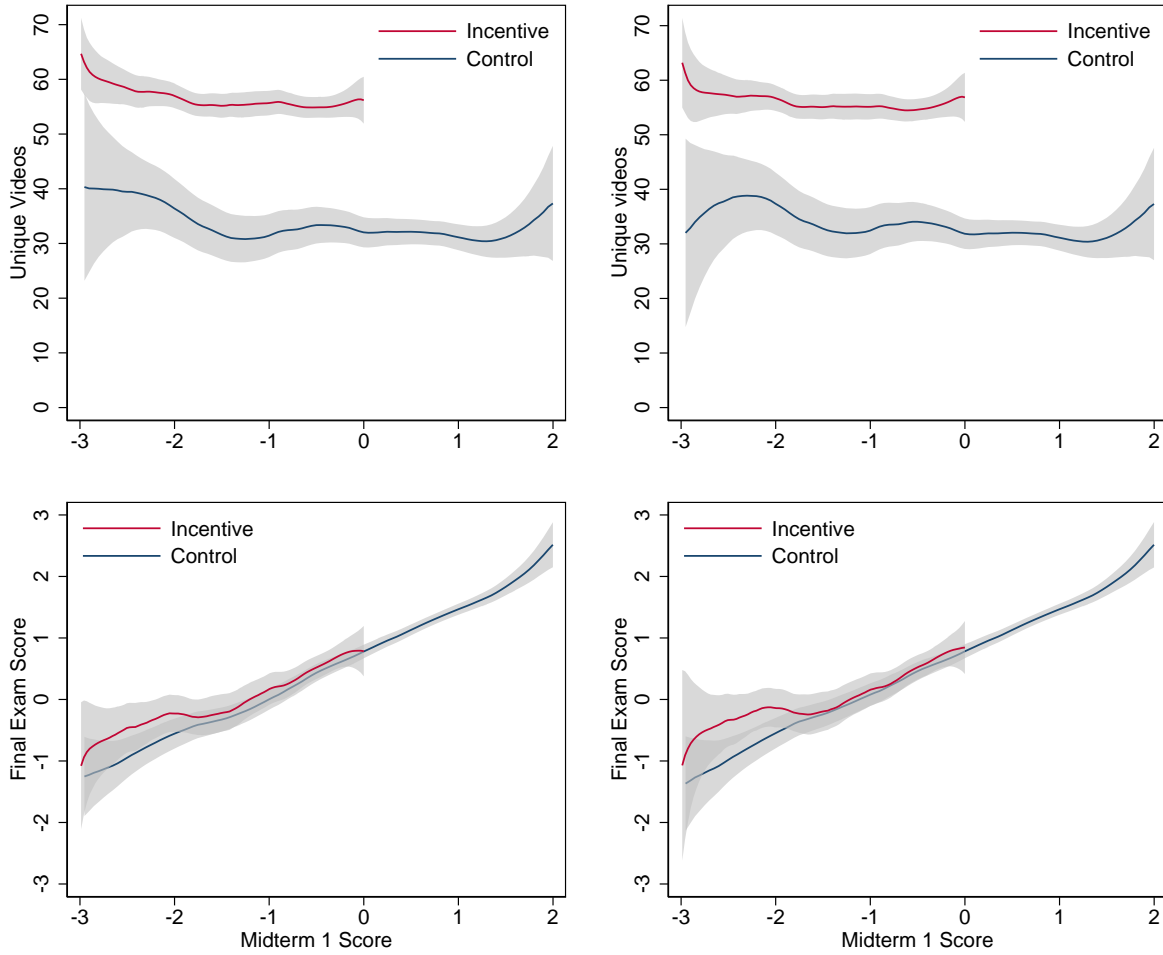 Incentive
Control
Unique Videos
70
60
50
40
30
20
10
0
-3 -2 -1 0 1 2
Incentive
Control
Unique videos
70
60
50
40
30
20
10
0
-3 -2 -1 0 1 2
Incentive
Control
Final Exam Score
3
2
1
0
-1
-2
-3
-3 -2 -1 0 1 2
Midterm 1 Score
Incentive
Control
Final Exam Score
3
2
1
0
-1
-2
-3
-3 -2 -1 0 1 2
Midterm 1 Score